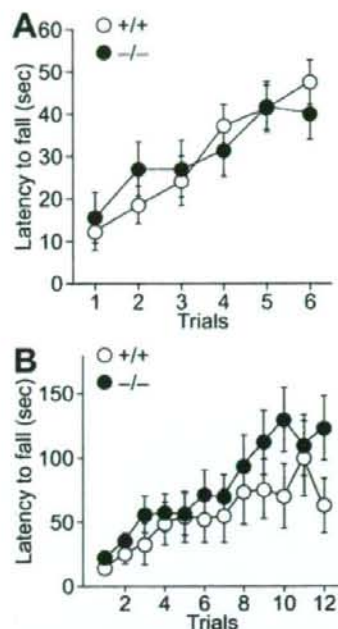 A
+/+
−/−
Latency to fall (sec)
60
50
40
30
20
10
0
1 2 3 4 5 6
Trials
B
+/+
−/−
Latency to fall (sec)
150
100
50
0
2 4 6 8 10 12
Trials